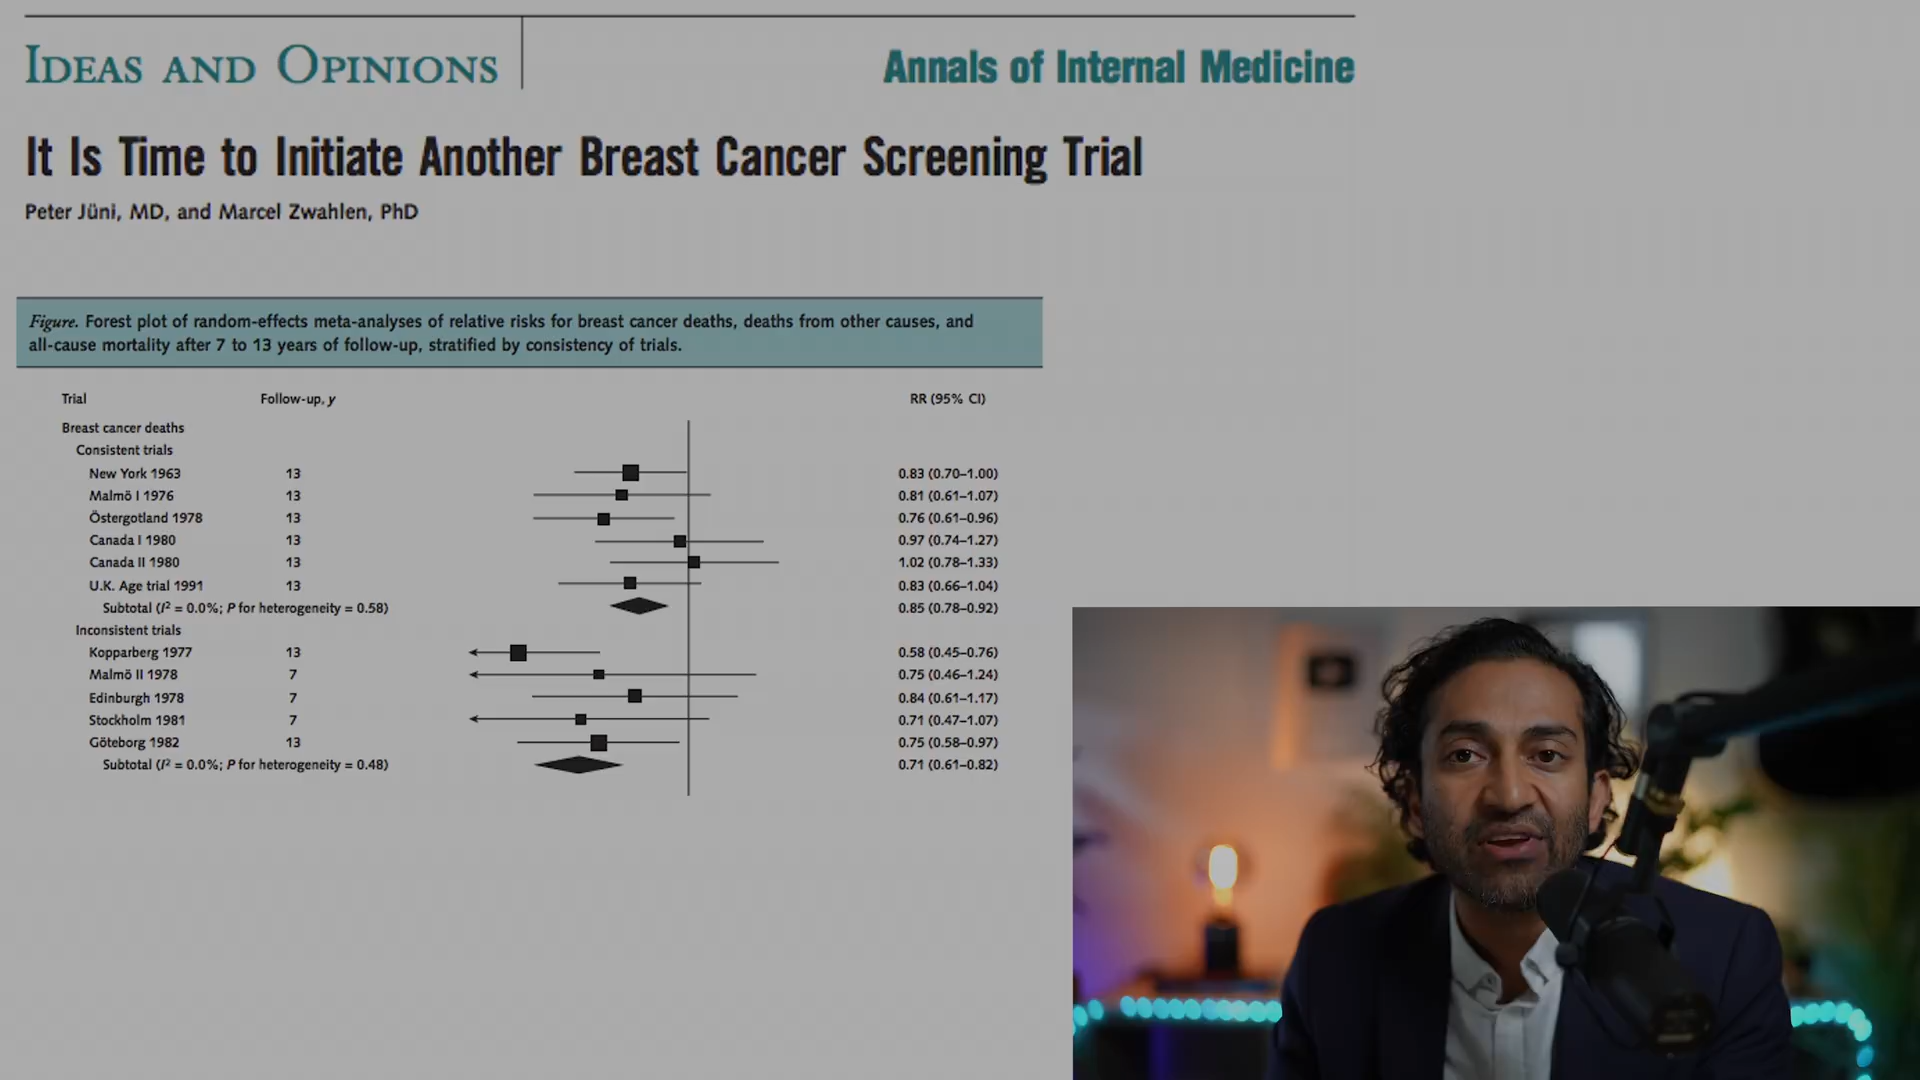 IDEAS AND OPINIONS
Annals of Internal Medicine
It Is Time to Initiate Another Breast Cancer Screening Trial
Peter Jüni, MD, and Marcel Zwahlen, PhD
Figure. Forest plot of random-effects meta-analyses of relative risks for breast cancer deaths, deaths from other causes, and
all-cause mortality after 7 to 13 years of follow-up, stratified by consistency of trials.
Trial Follow-up, y RR (95% CI)
Breast cancer deaths
Consistent trials
New York 1963 13 0.83 (0.70–1.00)
Malmö I 1976 13 0.81 (0.61–1.07)
Östergotland 1978 13 0.76 (0.61–0.96)
Canada I 1980 13 0.97 (0.74–1.27)
Canada II 1980 13 1.02 (0.78–1.33)
U.K. Age trial 1991 13 0.83 (0.66–1.04)
Subtotal (I² = 0.0%; P for heterogeneity = 0.58) 0.85 (0.78–0.92)
Inconsistent trials
Kopparberg 1977 13 0.58 (0.45–0.76)
Malmö II 1978 7 0.75 (0.46–1.24)
Edinburgh 1978 7 0.84 (0.61–1.17)
Stockholm 1981 7 0.71 (0.47–1.07)
Göteborg 1982 13 0.75 (0.58–0.97)
Subtotal (I² = 0.0%; P for heterogeneity = 0.48) 0.71 (0.61–0.82)